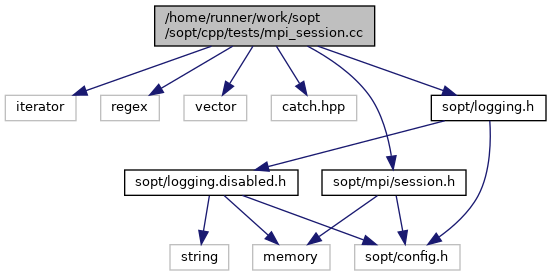 /home/runner/work/sopt
/sopt/cpp/tests/mpi_session.cc
iterator
regex
vector
catch.hpp
sopt/logging.h
sopt/logging.disabled.h
sopt/mpi/session.h
string
memory
sopt/config.h